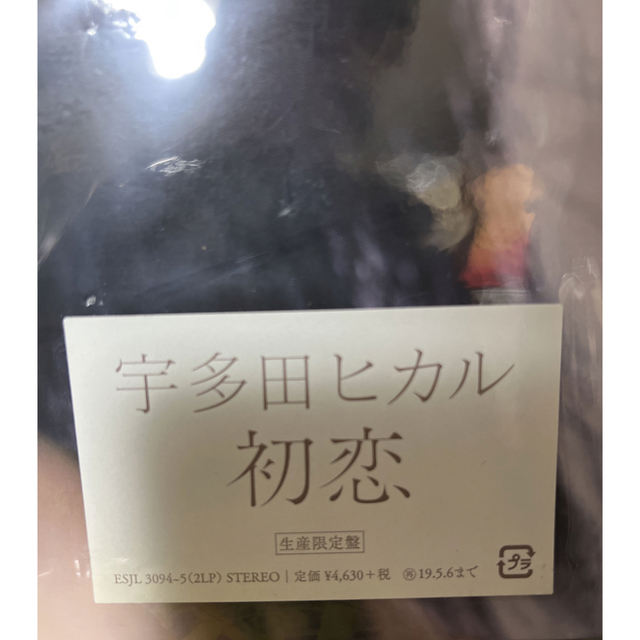 宇多田ヒカル
初恋
生産限定盤
ESJL 3094~5(2LP) STEREO | 定価 ¥4,630+税 ㊢19.5.6まで
プラ